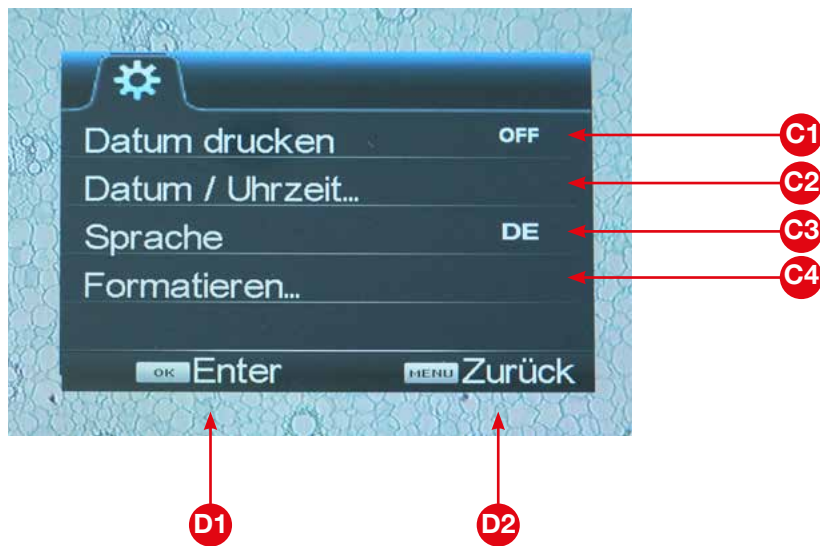 Datum drucken OFF C1
Datum / Uhrzeit... C2
Sprache DE C3
Formatieren... C4
OK Enter MENU Zurück
D1 D2